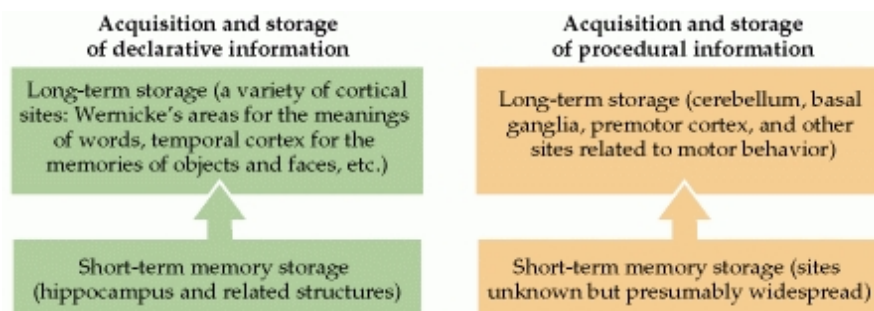 Acquisition and storage
of declarative information
Long-term storage (a variety of cortical
sites: Wernicke's areas for the meanings
of words, temporal cortex for the
memories of objects and faces, etc.)
Short-term memory storage
(hippocampus and related structures)
Acquisition and storage
of procedural information
Long-term storage (cerebellum, basal
ganglia, premotor cortex, and other
sites related to motor behavior)
Short-term memory storage (sites
unknown but presumably widespread)